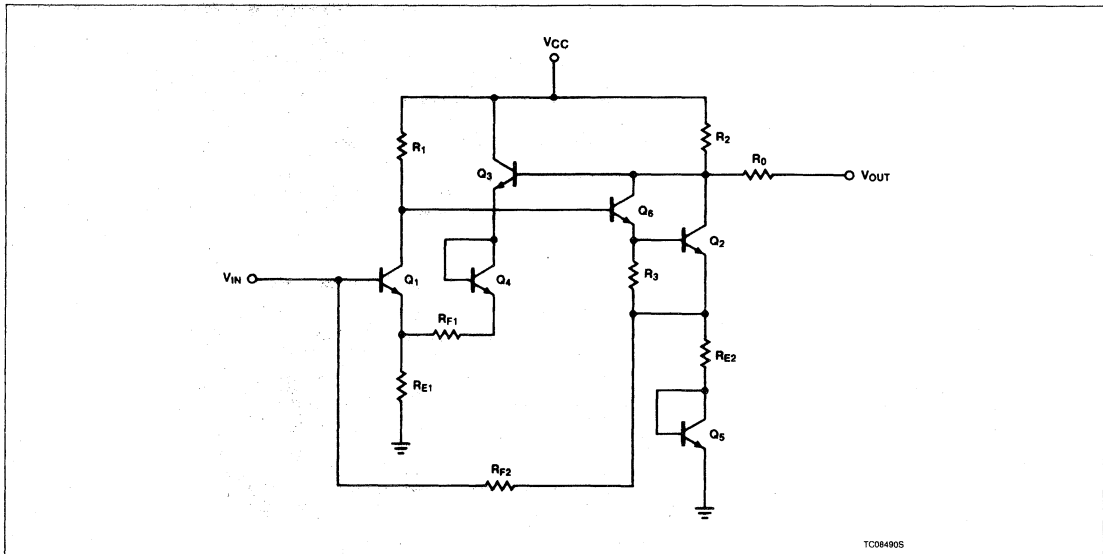 VCC
R1
R2
R0
VOUT
Q3
Q6
Q2
VIN
Q1
Q4
R3
RF1
RE1
RE2
Q5
RF2
TC08490S